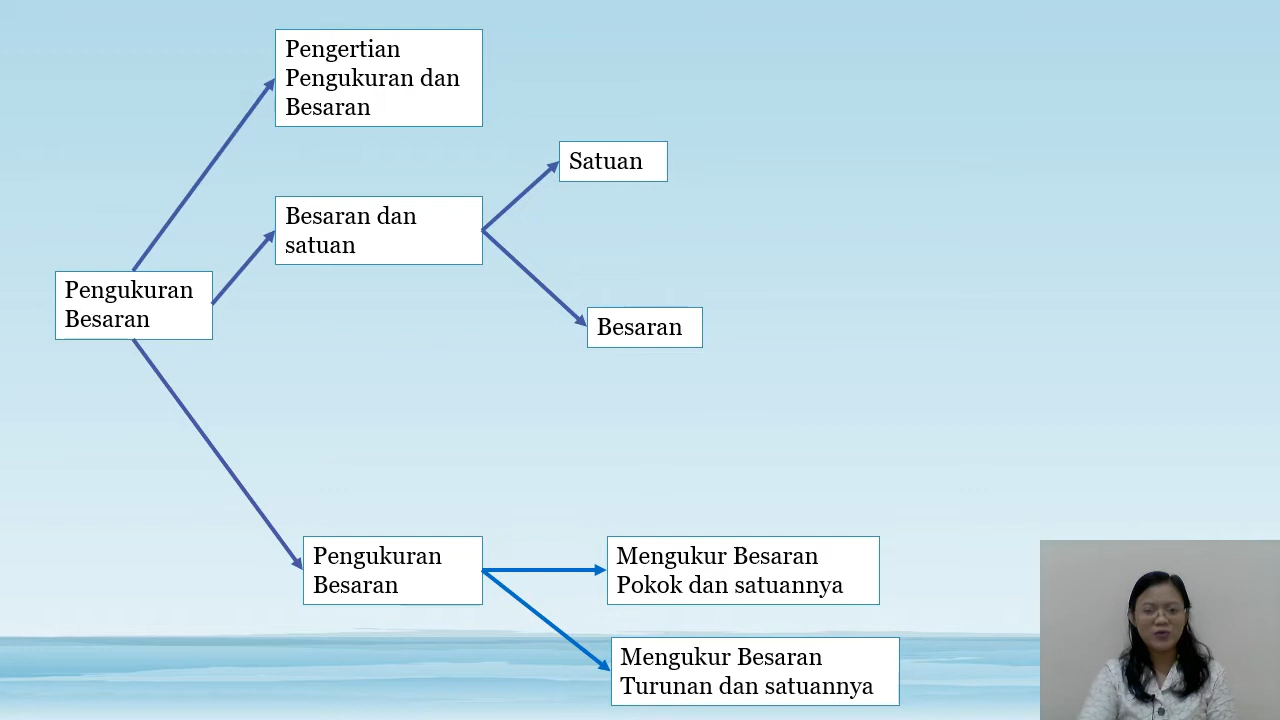 Pengertian
Pengukuran dan
Besaran
Satuan
Besaran dan
satuan
Pengukuran
Besaran
Besaran
Pengukuran
Besaran
Mengukur Besaran
Pokok dan satuannya
Mengukur Besaran
Turunan dan satuannya